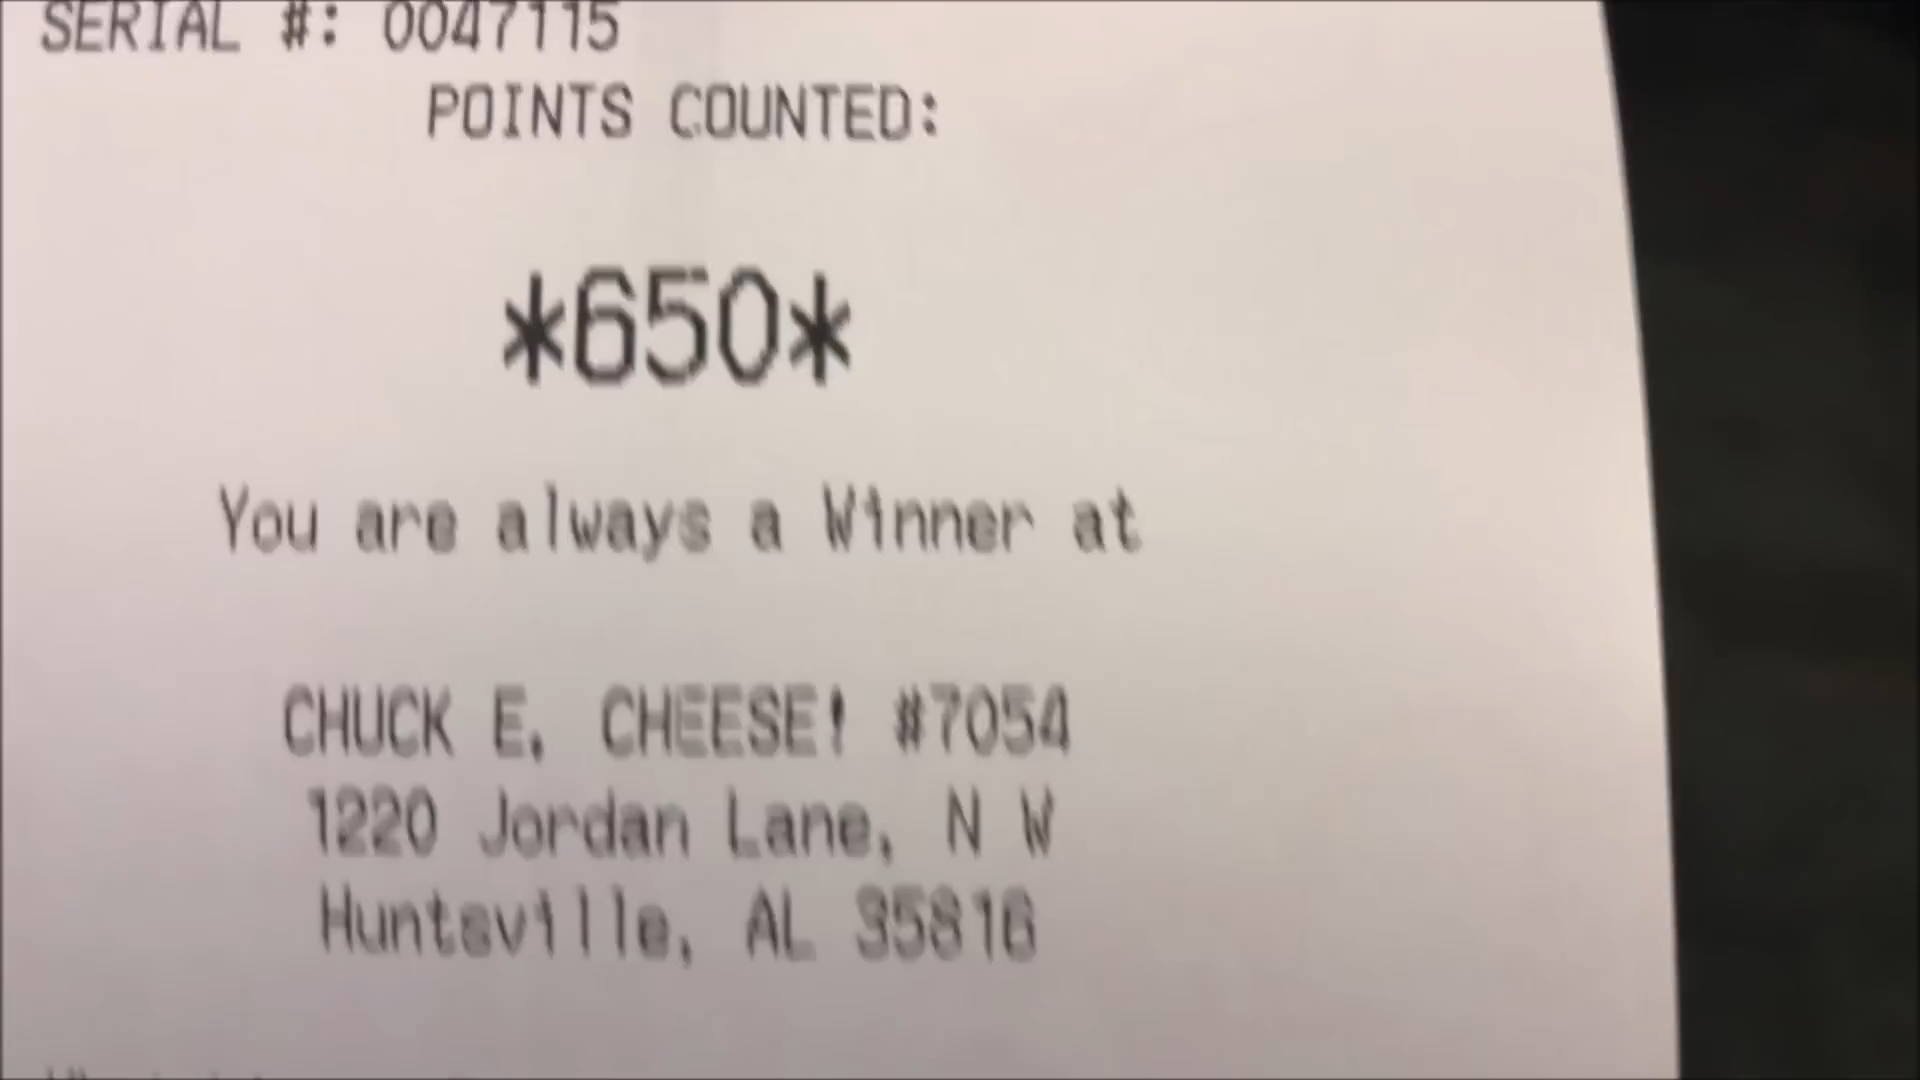 SERIAL #: 0047115
POINTS COUNTED:
*650*
You are always a Winner at
CHUCK E. CHEESE! #7054
1220 Jordan Lane, N W
Huntsville, AL 35816